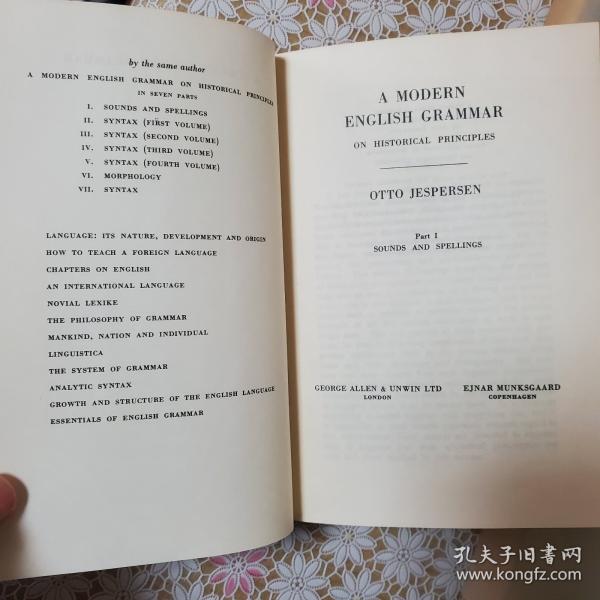 by the same author
A MODERN ENGLISH GRAMMAR ON HISTORICAL PRINCIPLES
IN SEVEN PARTS
I. SOUNDS AND SPELLINGS
II. SYNTAX (FIRST VOLUME)
III. SYNTAX (SECOND VOLUME)
IV. SYNTAX (THIRD VOLUME)
V. SYNTAX (FOURTH VOLUME)
VI. MORPHOLOGY
VII. SYNTAX
LANGUAGE: ITS NATURE, DEVELOPMENT AND ORIGIN
HOW TO TEACH A FOREIGN LANGUAGE
CHAPTERS ON ENGLISH
AN INTERNATIONAL LANGUAGE
NOVIAL LEXIKE
THE PHILOSOPHY OF GRAMMAR
MANKIND, NATION AND INDIVIDUAL
LINGUISTICA
THE SYSTEM OF GRAMMAR
ANALYTIC SYNTAX
GROWTH AND STRUCTURE OF THE ENGLISH LANGUAGE
ESSENTIALS OF ENGLISH GRAMMAR
A MODERN
ENGLISH GRAMMAR
ON HISTORICAL PRINCIPLES
OTTO JESPERSEN
Part I
SOUNDS AND SPELLINGS
GEORGE ALLEN & UNWIN LTD
LONDON
EJNAR MUNKSGAARD
COPENHAGEN
孔夫子旧书网
www.kongfz.com